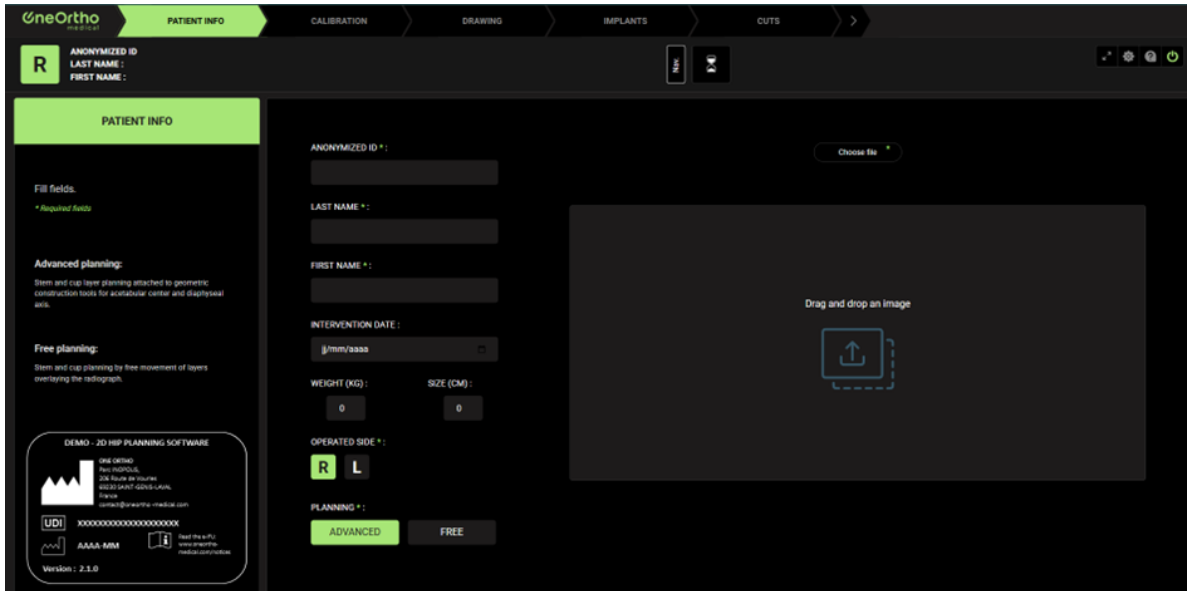 OneOrtho
medical
PATIENT INFO
CALIBRATION
DRAWING
IMPLANTS
CUTS
R
ANONYMIZED ID
LAST NAME :
FIRST NAME :
Nav.
PATIENT INFO
Fill fields.
* Required fields
Advanced planning:
Stem and cup layer planning attached to geometric
construction tools for acetabular center and diaphyseal
axis.
Free planning:
Stem and cup planning by free movement of layers
overlaying the radiograph.
DEMO - 2D HIP PLANNING SOFTWARE
ONE ORTHO
Parc INOPOLIS,
206 Route de Vourles
69230 SAINT-GENIS-LAVAL
France
contact@oneortho-medical.com
UDI
XXXXXXXXXXXXXXXXXXXX
AAAA-MM
Read the e-IFU
www.oneortho-
medical.com/notices
Version : 2.1.0
ANONYMIZED ID * :
LAST NAME * :
FIRST NAME * :
INTERVENTION DATE :
jj/mm/aaaa
WEIGHT (KG) :
SIZE (CM) :
0
0
OPERATED SIDE * :
R
L
PLANNING * :
ADVANCED
FREE
Choose file *
Drag and drop an image